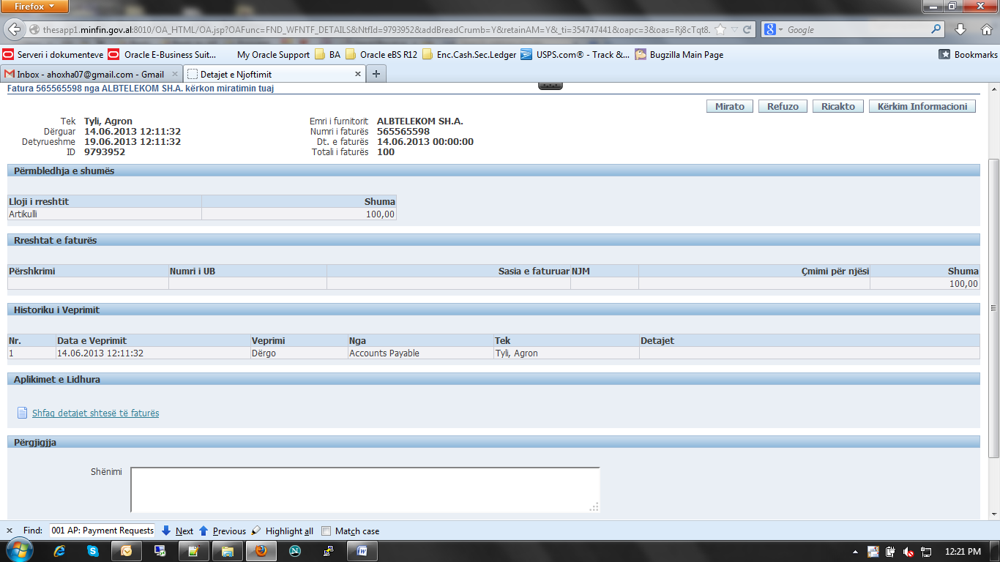 Firefox
thesapp1.minfin.gov.al:8010/OA_HTML/OA.jsp?OAFunc=FND_WFNTF_DETAILS&NtfId=9793952&addBreadCrumb=Y&retainAM=Y&_ti=354747441&oapc=3&oas=Rj8cTqt8. Google
Serveri i dokumenteve Oracle E-Business Suit... My Oracle Support BA Oracle eBS R12 Enc.Cash.Sec.Ledger USPS.com® - Track &... Bugzilla Main Page Bookmarks
Inbox - ahoxha07@gmail.com - Gmail Detajet e Njoftimit
Fatura 565565598 nga ALBTELEKOM SH.A. kërkon miratimin tuaj
Mirato Refuzo Ricakto Kërkim Informacioni
Tek Tyli, Agron Emri i furnitorit ALBTELEKOM SH.A.
Dërguar 14.06.2013 12:11:32 Numri i faturës 565565598
Detyrueshme 19.06.2013 12:11:32 Dt. e faturës 14.06.2013 00:00:00
ID 9793952 Totali i faturës 100
Përmbledhja e shumës
Lloji i rreshtit Shuma
Artikulli 100,00
Rreshtat e faturës
Përshkrimi Numri i UB Sasia e faturuar NJM Çmimi për njësi Shuma
100,00
Historiku i Veprimit
Nr. Data e Veprimit Veprimi Nga Tek Detajet
1 14.06.2013 12:11:32 Dërgo Accounts Payable Tyli, Agron
Aplikimet e Lidhura
Shfaq detajet shtesë të faturës
Përgjigjja
Shënimi
Find: 001 AP: Payment Requests Next Previous Highlight all Match case
12:21 PM